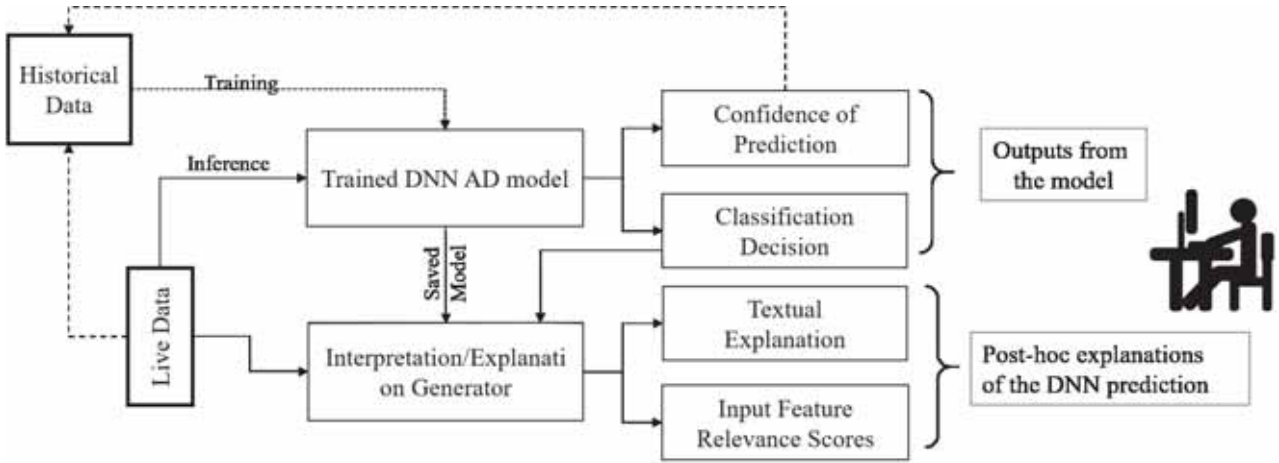 Historical
Data
Training
Inference
Trained DNN AD model
Confidence of
Prediction
Classification
Decision
Outputs from
the model
Saved
Model
Live Data
Interpretation/Explanati
on Generator
Textual
Explanation
Input Feature
Relevance Scores
Post-hoc explanations
of the DNN prediction